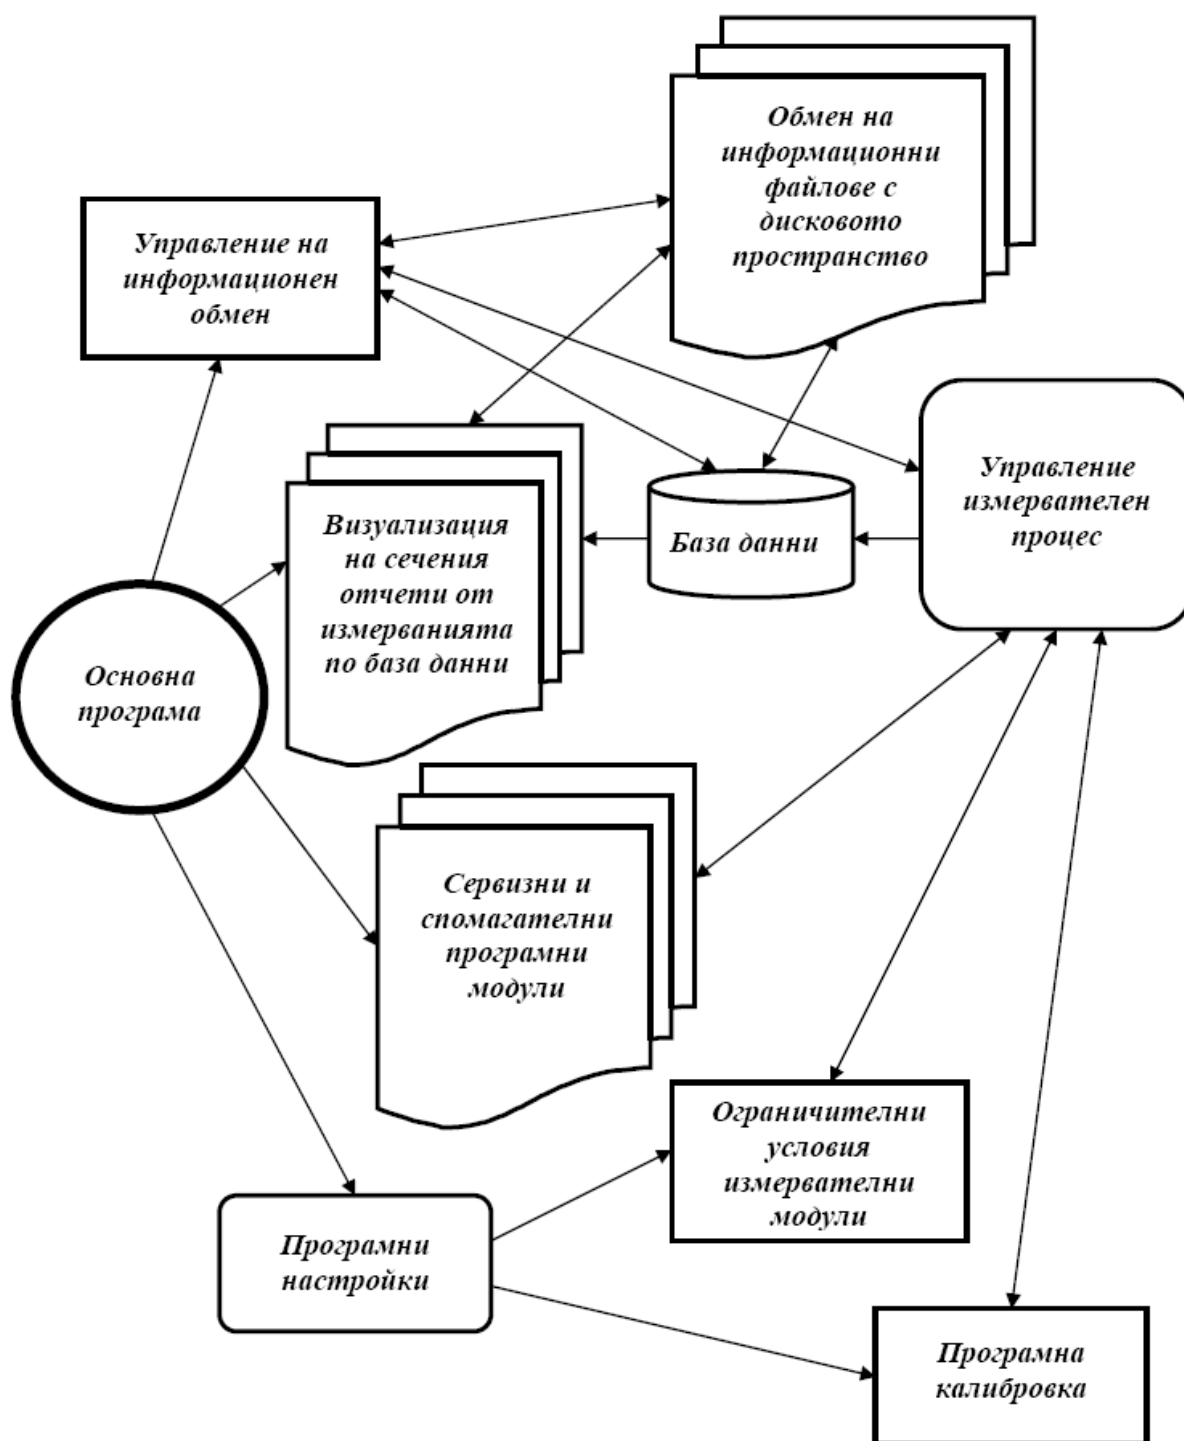 Обмен на
информационни
файлове с
дисковото
пространство
Управление на
информационен
обмен
Управление
измервателен
процес
Визуализация
на сечения
отчети от
измерванията
по база данни
База данни
Основна
програма
Сервизни и
спомагателни
програмни
модули
Ограничителни
условия
измервателни
модули
Програмни
настройки
Програмна
калибровка